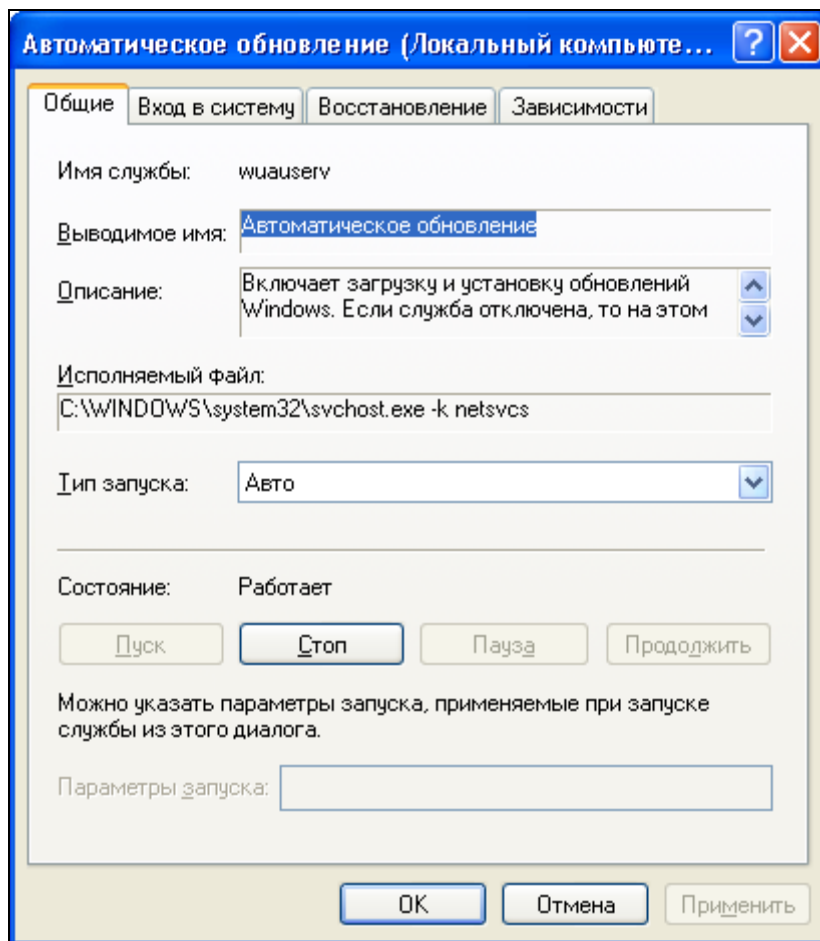 Автоматическое обновление (Локальный компьюте...
Общие Вход в систему Восстановление Зависимости
Имя службы: wuauserv
Выводимое имя: Автоматическое обновление
Описание: Включает загрузку и установку обновлений
Windows. Если служба отключена, то на этом
Исполняемый файл:
C:\WINDOWS\system32\svchost.exe -k netsvcs
Тип запуска: Авто
Состояние: Работает
Пуск Стоп Пауза Продолжить
Можно указать параметры запуска, применяемые при запуске
службы из этого диалога.
Параметры запуска:
OK Отмена Применить